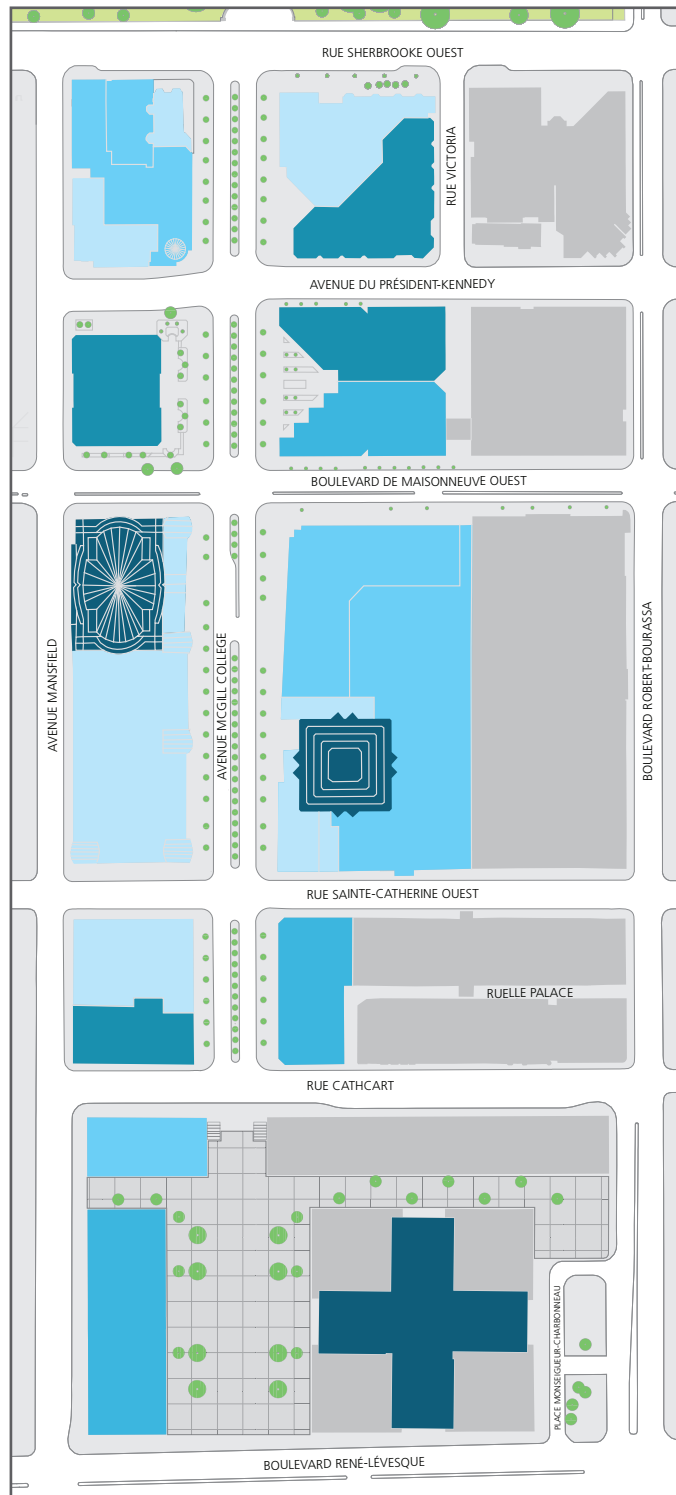 RUE SHERBROOKE OUEST
RUE VICTORIA
AVENUE DU PRÉSIDENT-KENNEDY
BOULEVARD DE MAISONNEUVE OUEST
AVENUE MANSFIELD
AVENUE MCGILL COLLEGE
BOULEVARD ROBERT-BOURASSA
RUE SAINTE-CATHERINE OUEST
RUELLE PALACE
RUE CATHCART
PLACE MONSEIGUEUR-CHARBONNEAU
BOULEVARD RENÉ-LÉVESQUE